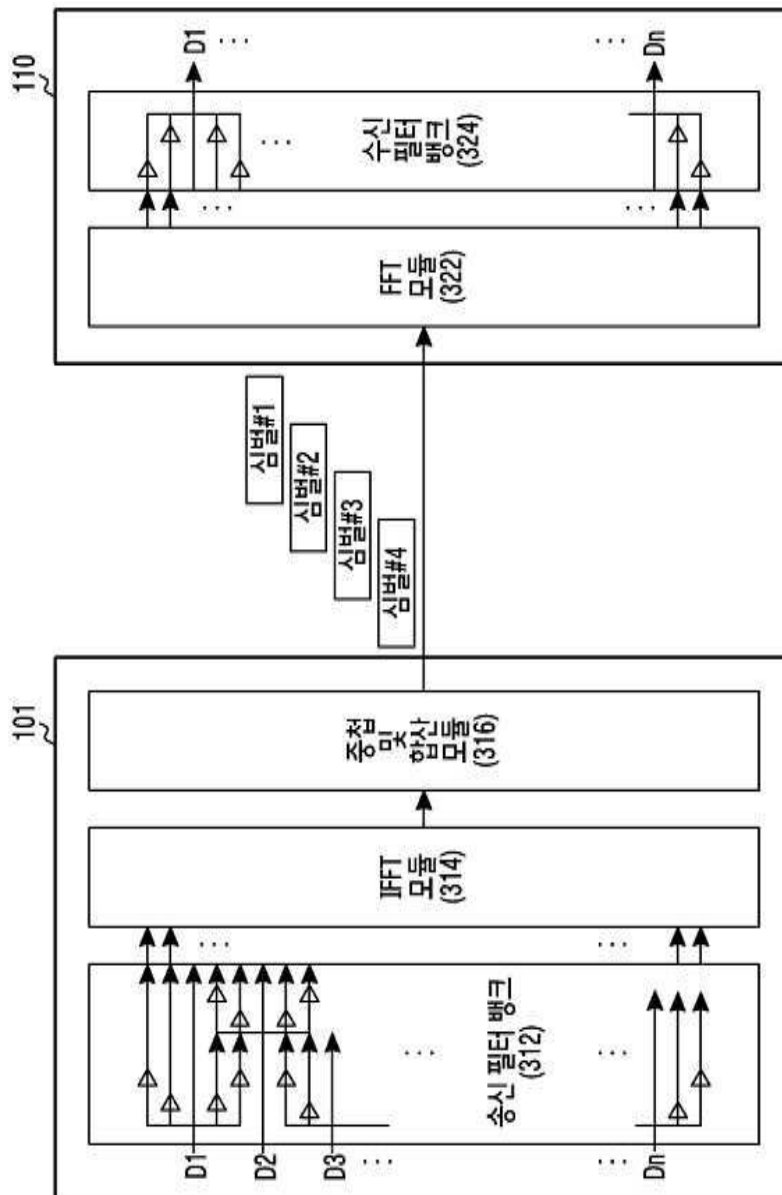 101
D1
D2
D3
...
...
Dn
...
...
송신 필터 뱅크
(312)
...
...
IFFT
모듈
(314)
중첩
및
합산
모듈
(316)
심벌#4
심벌#3
심벌#2
심벌#1
110
FFT
모듈
(322)
...
...
수신
필터
뱅크
(324)
...
D1
...
...
Dn